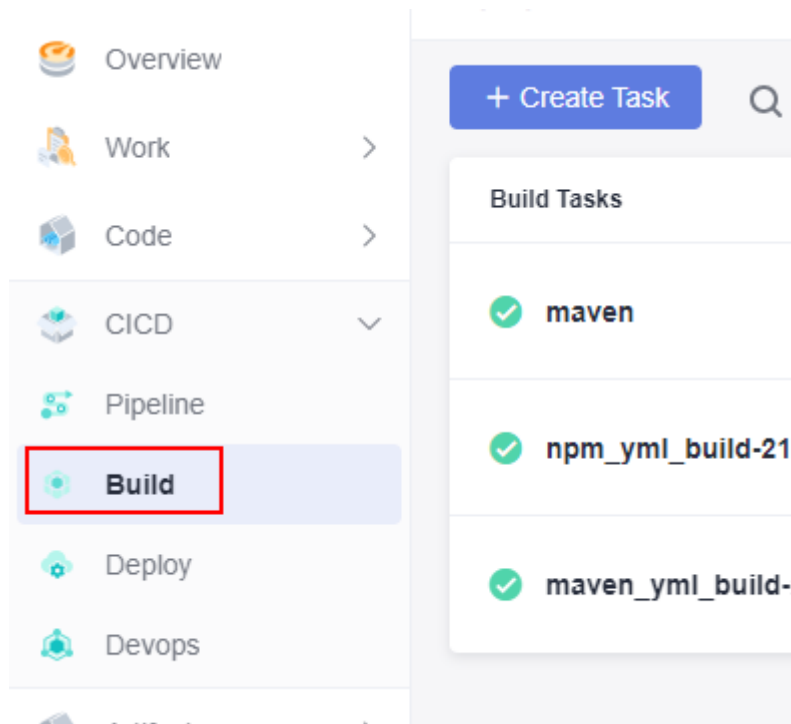 Overview
Work
Code
CICD
Pipeline
Build
Deploy
Devops
+ Create Task
Build Tasks
maven
npm_yml_build-21
maven_yml_build-